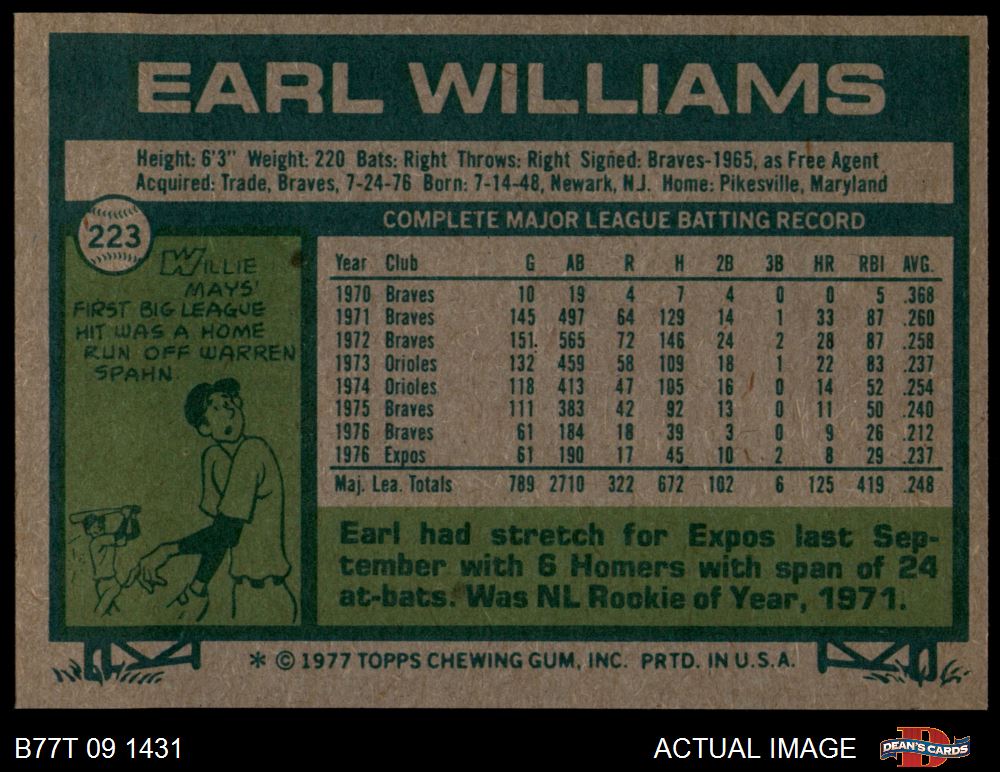 EARL WILLIAMS
Height: 6'3" Weight: 220 Bats: Right Throws: Right Signed: Braves-1965, as Free Agent
Acquired: Trade, Braves, 7-24-76 Born: 7-14-48, Newark, N.J. Home: Pikesville, Maryland
223
WILLIE
MAYS'
FIRST BIG LEAGUE
HIT WAS A HOME
RUN OFF WARREN
SPAHN.
COMPLETE MAJOR LEAGUE BATTING RECORD
Year Club G AB R H 2B 3B HR RBI AVG.
1970 Braves 10 19 4 7 4 0 0 5 .368
1971 Braves 145 497 64 129 14 1 33 87 .260
1972 Braves 151 565 72 146 24 2 28 87 .258
1973 Orioles 132 459 58 109 18 1 22 83 .237
1974 Orioles 118 413 47 105 16 0 14 52 .254
1975 Braves 111 383 42 92 13 0 11 50 .240
1976 Braves 61 184 18 39 3 0 9 26 .212
1976 Expos 61 190 17 45 10 2 8 29 .237
Maj. Lea. Totals 789 2710 322 672 102 6 125 419 .248
Earl had stretch for Expos last Sep-
tember with 6 Homers with span of 24
at-bats. Was NL Rookie of Year, 1971.
* © 1977 TOPPS CHEWING GUM, INC. PRTD. IN U.S.A.
B77T 09 1431
ACTUAL IMAGE
D
DEAN'S CARDS